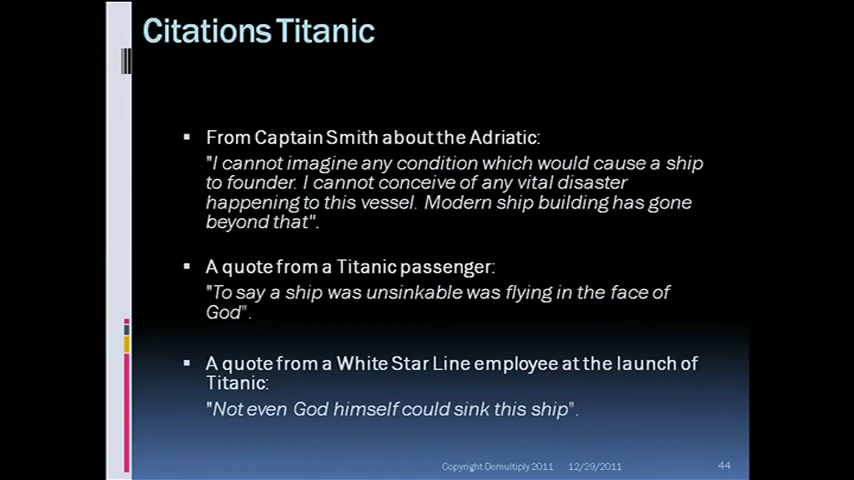 Citations Titanic
▪ From Captain Smith about the Adriatic:
"I cannot imagine any condition which would cause a ship
to founder. I cannot conceive of any vital disaster
happening to this vessel. Modern ship building has gone
beyond that".
▪ A quote from a Titanic passenger:
"To say a ship was unsinkable was flying in the face of
God".
▪ A quote from a White Star Line employee at the launch of
Titanic:
"Not even God himself could sink this ship".
Copyright Demultiply 2011 12/29/2011 44